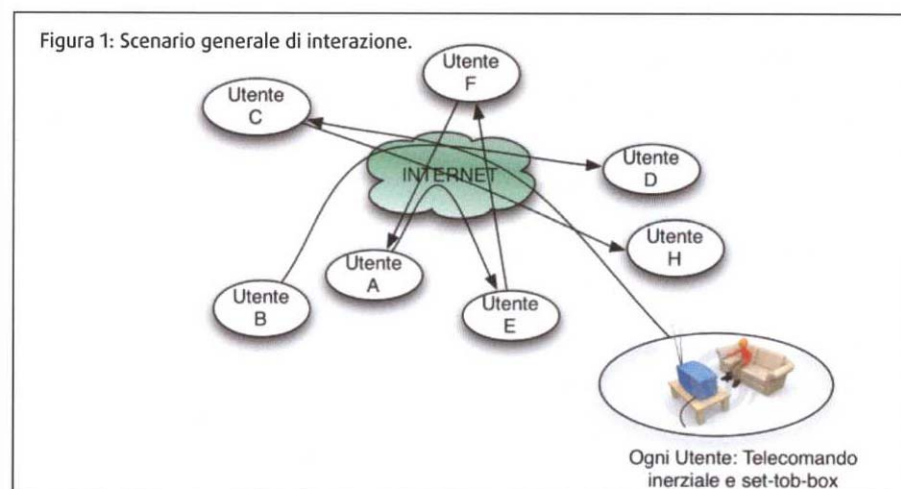 Figura 1: Scenario generale di interazione.
Utente
F
Utente
C
INTERNET
Utente
D
Utente
H
Utente
A
Utente
B
Utente
E
Ogni Utente: Telecomando
inerziale e set-tob-box